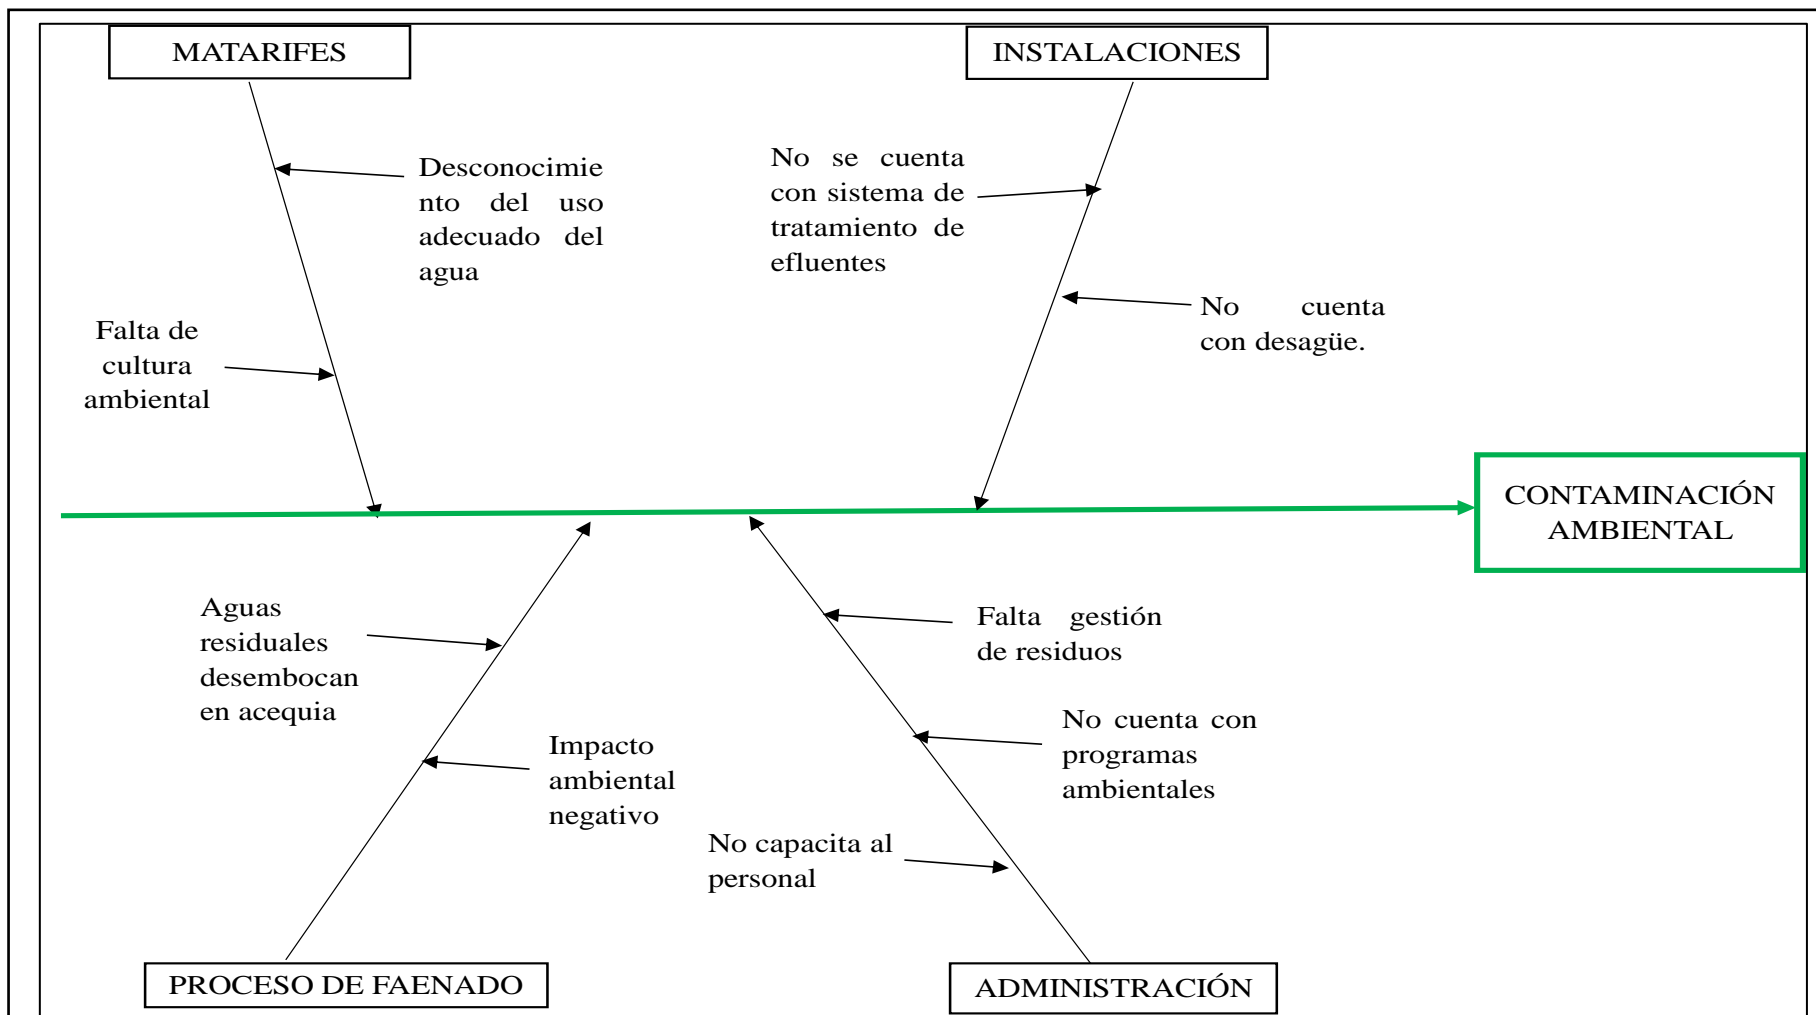 MATARIFES
INSTALACIONES
Desconocimie
nto del uso
adecuado del
agua
No se cuenta
con sistema de
tratamiento de
efluentes
No cuenta
con desagüe.
Falta de
cultura
ambiental
CONTAMINACIÓN
AMBIENTAL
Aguas
residuales
desembocan
en acequia
Impacto
ambiental
negativo
Falta gestión
de residuos
No cuenta con
programas
ambientales
No capacita al
personal
PROCESO DE FAENADO
ADMINISTRACIÓN